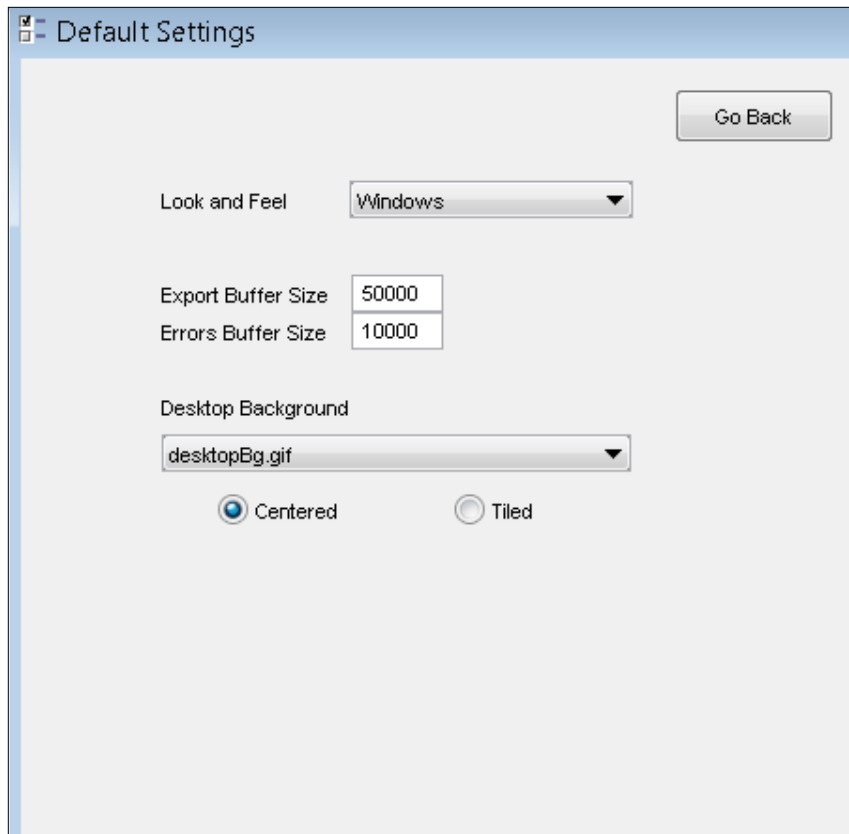 Default Settings
Go Back
Look and Feel Windows
Export Buffer Size 50000
Errors Buffer Size 10000
Desktop Background
desktopBg.gif
Centered Tiled